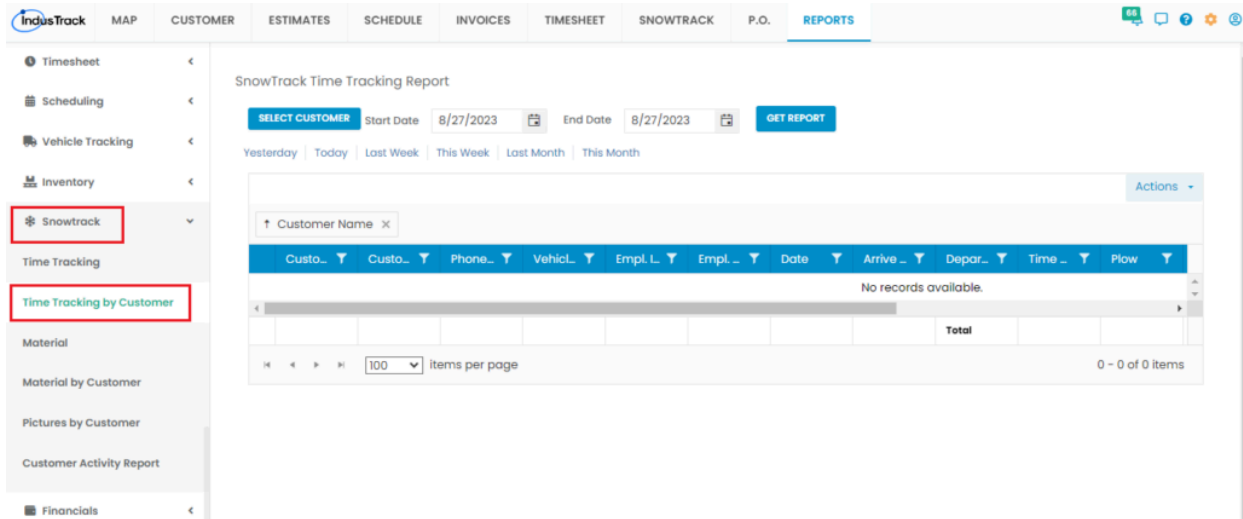 IndusTrack MAP CUSTOMER ESTIMATES SCHEDULE INVOICES TIMESHEET SNOWTRACK P.O. REPORTS 66
Timesheet
Scheduling
Vehicle Tracking
Inventory
Snowtrack
Time Tracking
Time Tracking by Customer
Material
Material by Customer
Pictures by Customer
Customer Activity Report
Financials
SnowTrack Time Tracking Report
SELECT CUSTOMER Start Date 8/27/2023 End Date 8/27/2023 GET REPORT
Yesterday Today Last Week This Week Last Month This Month
Actions
↑ Customer Name ×
Custo... Custo... Phone... Vehicl... Empl. I... Empl. ... Date Arrive ... Depar... Time ... Plow
No records available.
Total
100 items per page 0 - 0 of 0 items